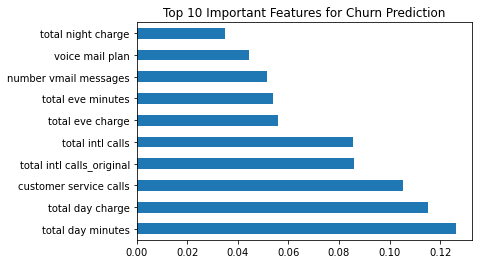 Top 10 Important Features for Churn Prediction
total night charge
voice mail plan
number vmail messages
total eve minutes
total eve charge
total intl calls
total intl calls_original
customer service calls
total day charge
total day minutes
0.00 0.02 0.04 0.06 0.08 0.10 0.12